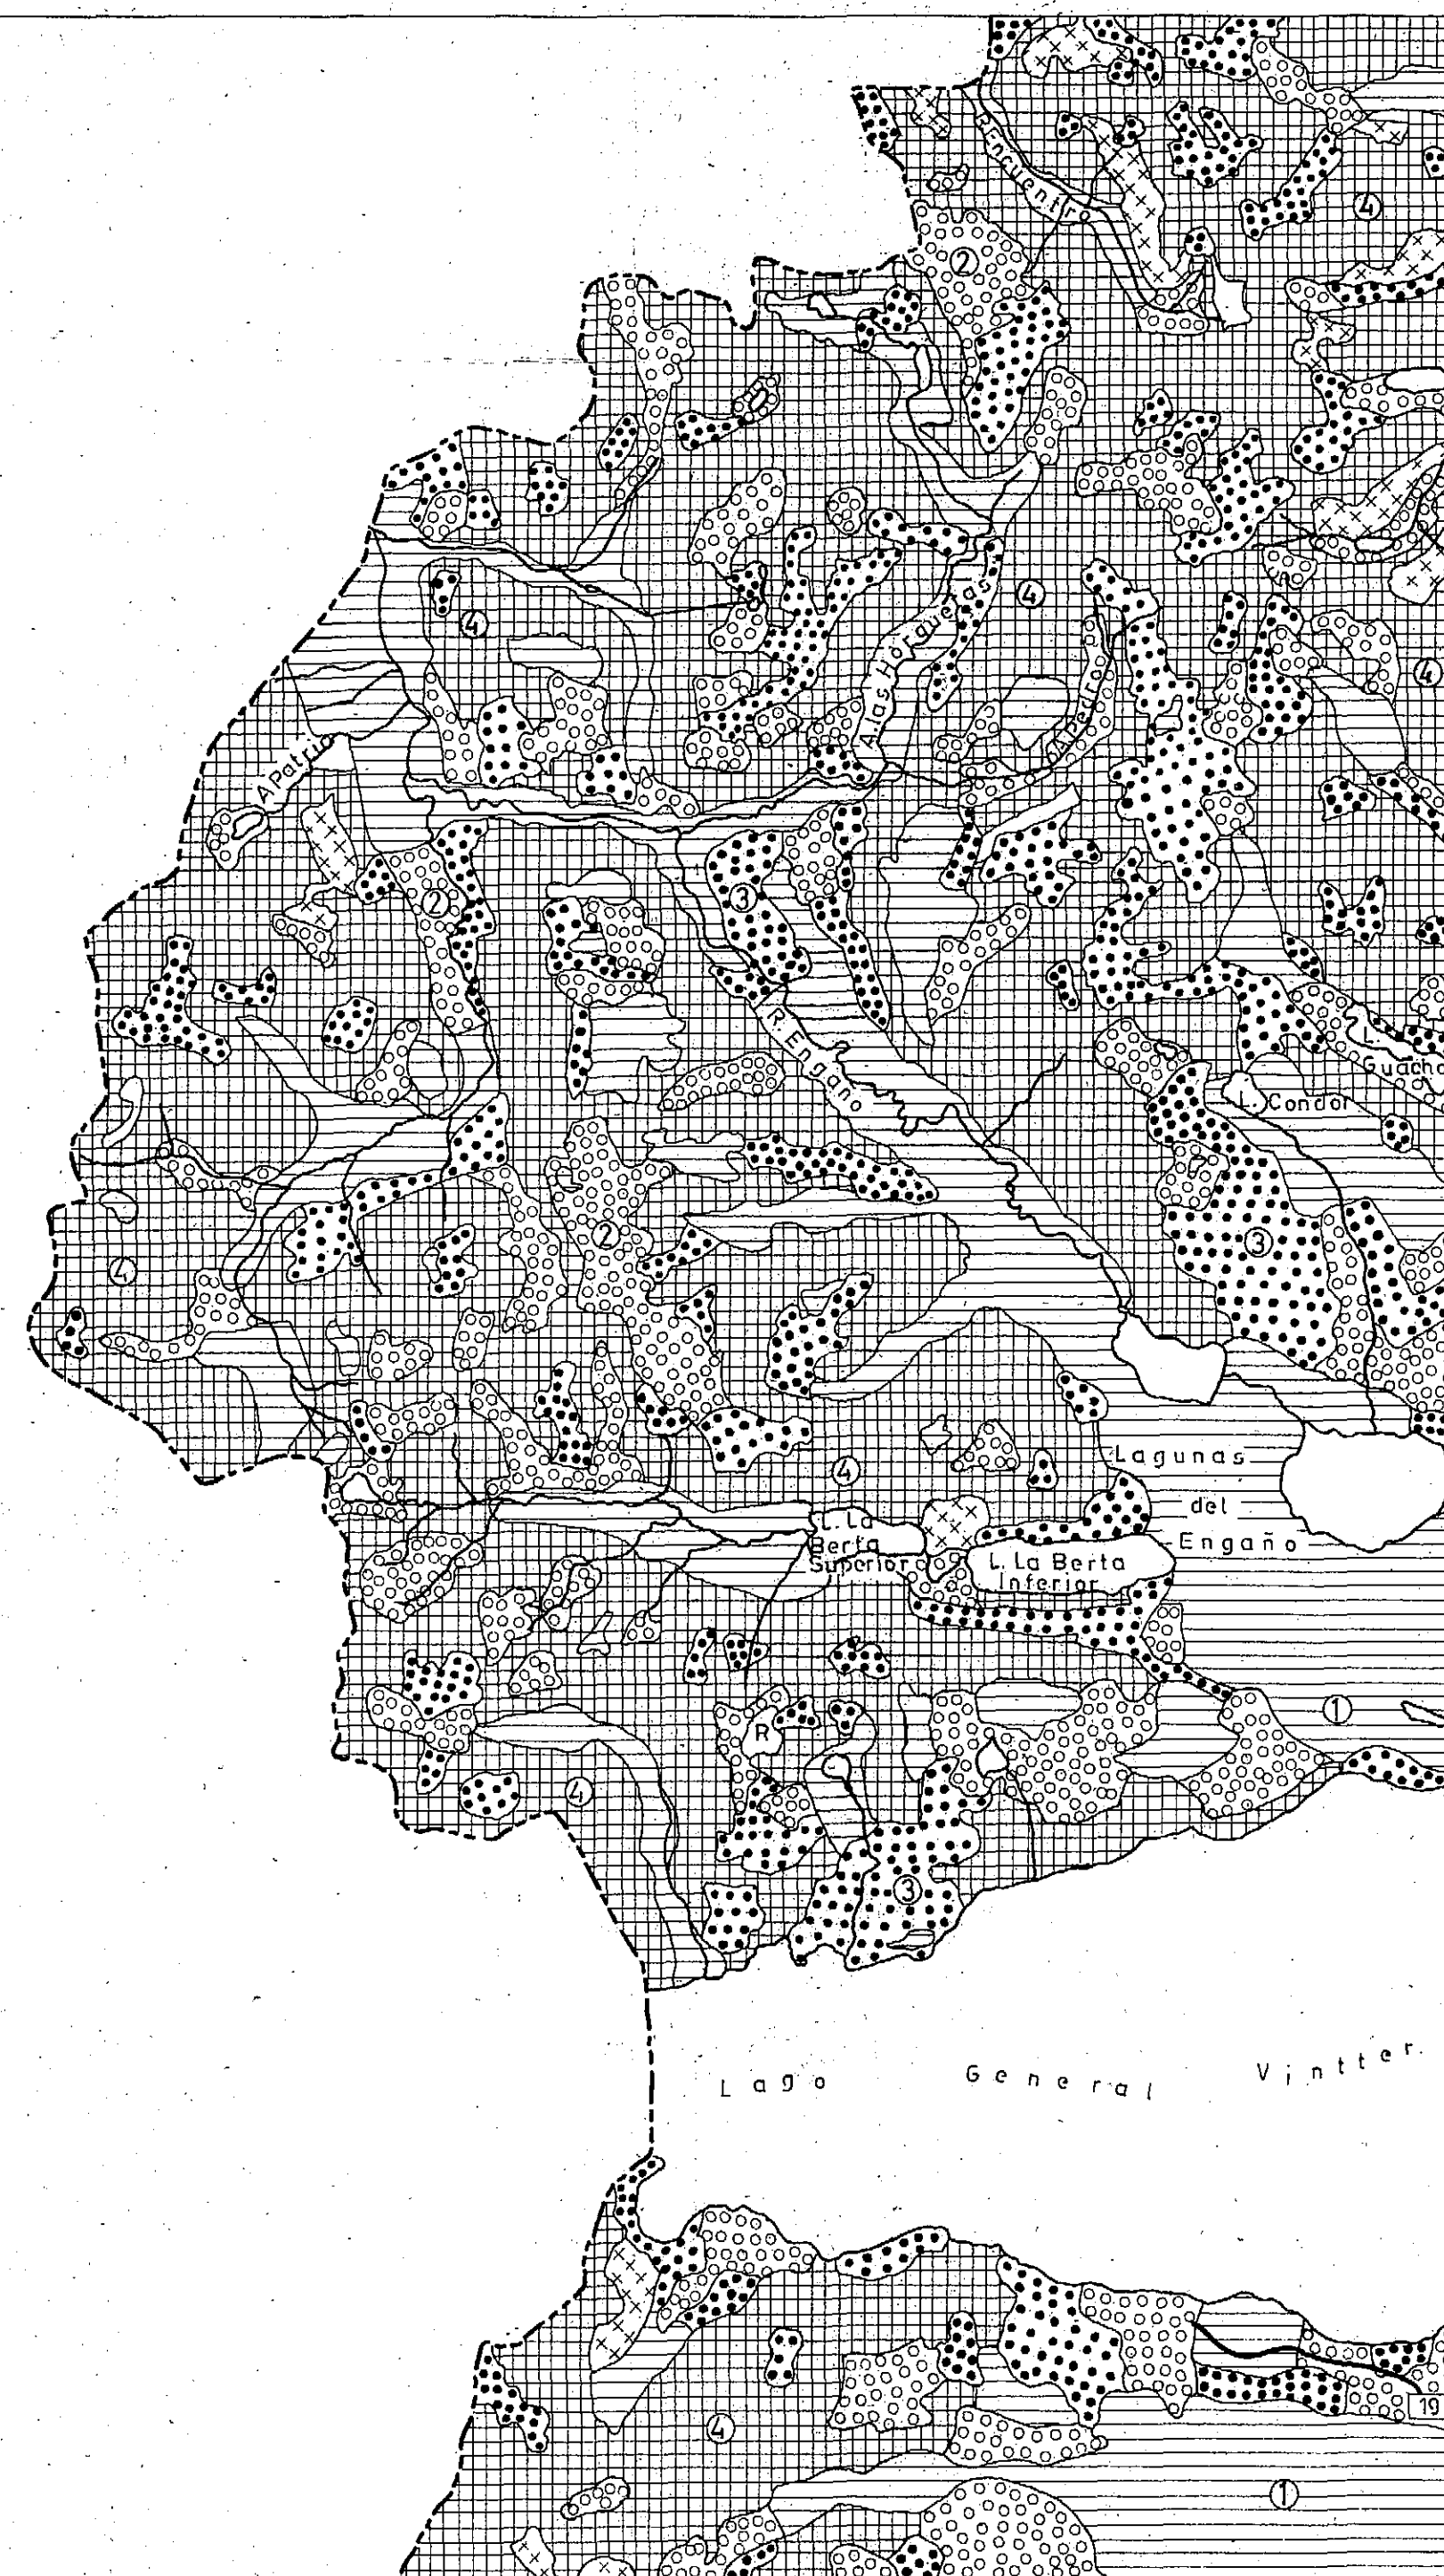 R.Encuentro
4
2
4
4
4
A.las Horquetas
A.Pedro
A.Patria
2
3
R.Engaño
L.
Guacho
L. Condor
2
3
4
4
Lagunas
del
Engaño
L. La
Berta
Superior
L. La Berta
Inferior
1
R
4
3
Lago General Vintter
19
4
1